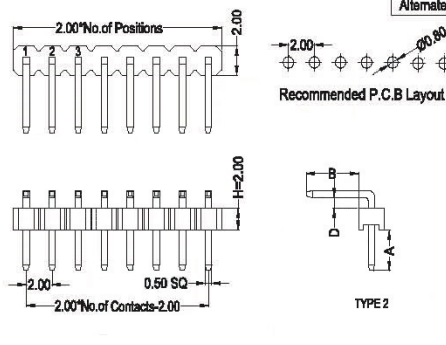 Alternate
2.00*No.of Positions
2.00
1 2 3
2.00
Ø0.80
Recommended P.C.B Layout
H=2.00
B
D
A
2.00
0.50 SQ
2.00*No.of Contacts-2.00
TYPE 2